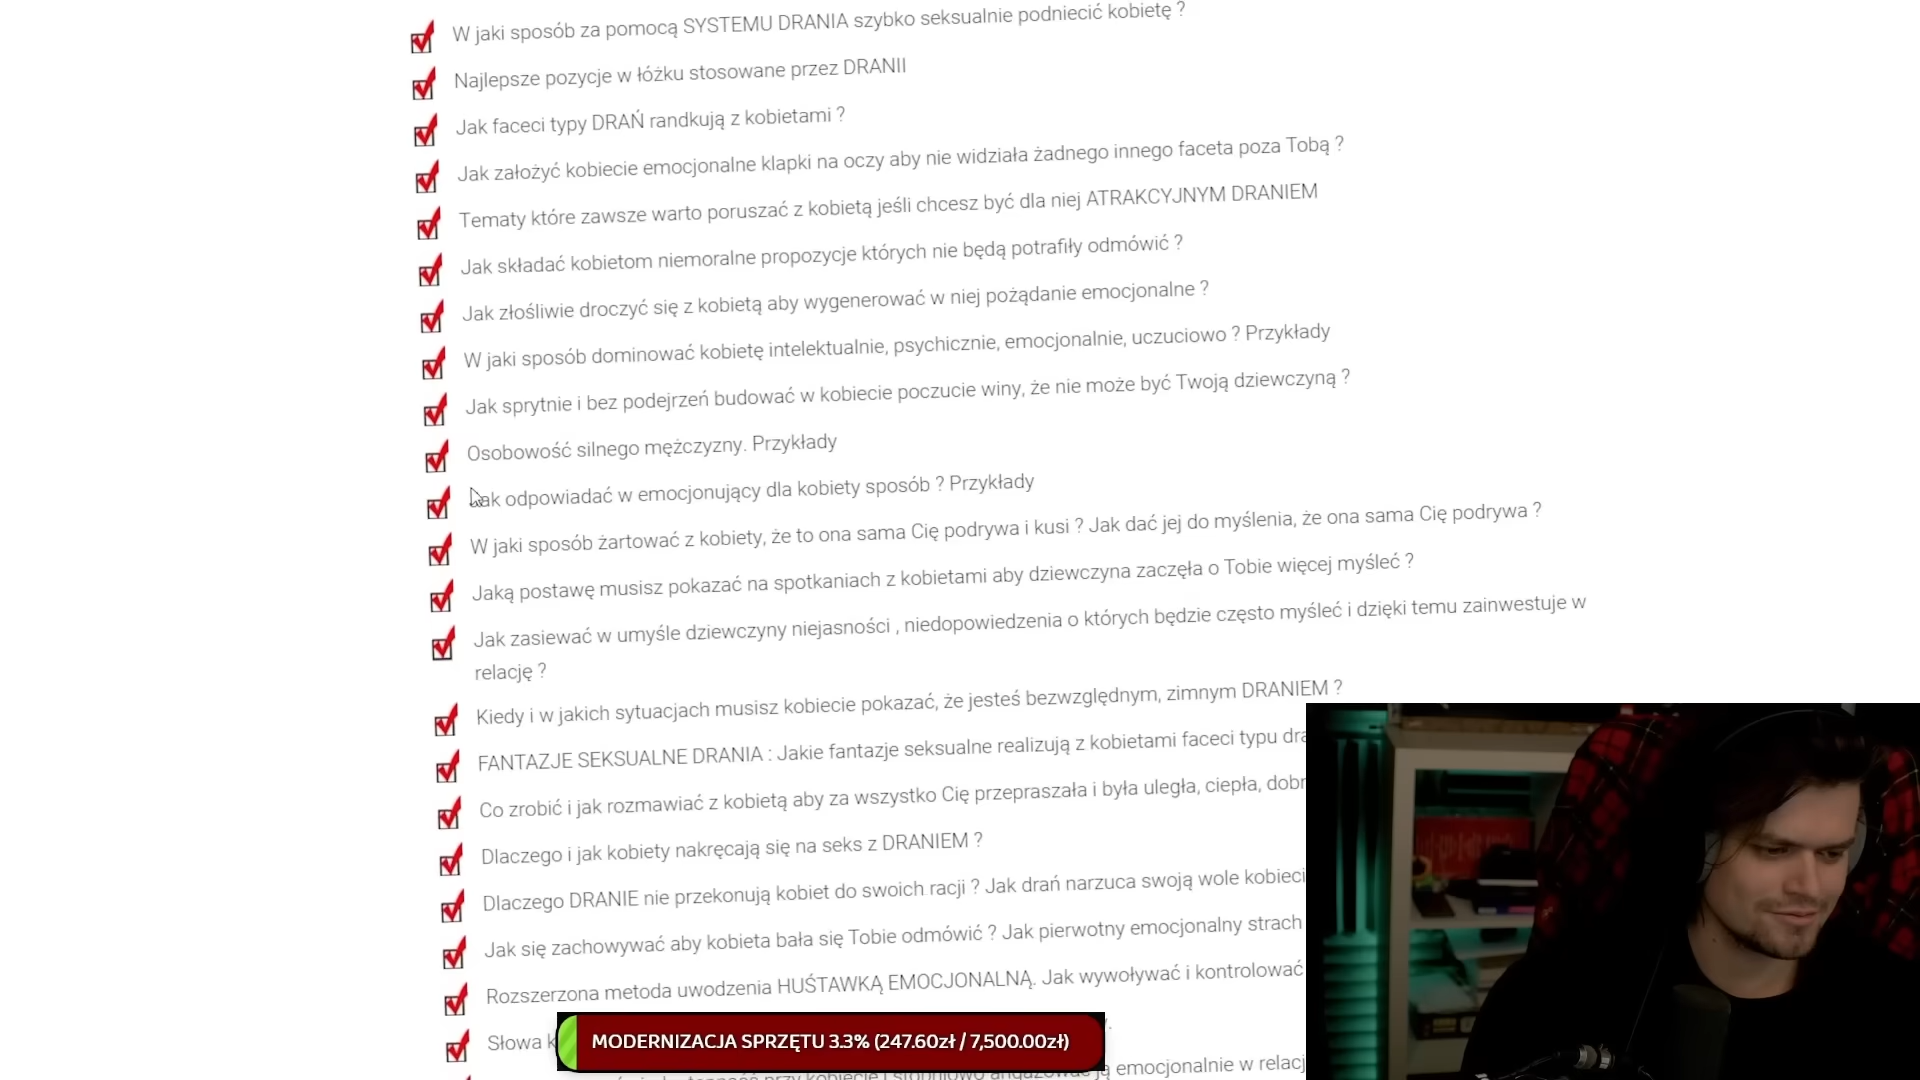 W jaki sposób za pomocą SYSTEMU DRANIA szybko seksualnie podniecić kobietę ?
Najlepsze pozycje w łóżku stosowane przez DRANII
Jak faceci typy DRAŃ randkują z kobietami ?
Jak założyć kobiecie emocjonalne klapki na oczy aby nie widziała żadnego innego faceta poza Tobą ?
Tematy które zawsze warto poruszać z kobietą jeśli chcesz być dla niej ATRAKCYJNYM DRANIEM
Jak składać kobietom niemoralne propozycje których nie będą potrafiły odmówić ?
Jak złośliwie droczyć się z kobietą aby wygenerować w niej pożądanie emocjonalne ?
W jaki sposób dominować kobietę intelektualnie, psychicznie, emocjonalnie, uczuciowo ? Przykłady
Jak sprytnie i bez podejrzeń budować w kobiecie poczucie winy, że nie może być Twoją dziewczyną ?
Osobowość silnego mężczyzny. Przykłady
Jak odpowiadać w emocjonujący dla kobiety sposób ? Przykłady
W jaki sposób żartować z kobiety, że to ona sama Cię podrywa i kusi ? Jak dać jej do myślenia, że ona sama Cię podrywa ?
Jaką postawę musisz pokazać na spotkaniach z kobietami aby dziewczyna zaczęła o Tobie więcej myśleć ?
Jak zasiewać w umyśle dziewczyny niejasności , niedopowiedzenia o których będzie często myśleć i dzięki temu zainwestuje w
relację ?
Kiedy i w jakich sytuacjach musisz kobiecie pokazać, że jesteś bezwzględnym, zimnym DRANIEM ?
FANTAZJE SEKSUALNE DRANIA : Jakie fantazje seksualne realizują z kobietami faceci typu
Co zrobić i jak rozmawiać z kobietą aby za wszystko Cię przepraszała i była uległa, ciepła,
Dlaczego i jak kobiety nakręcają się na seks z DRANIEM ?
Dlaczego DRANIE nie przekonują kobiet do swoich racji ? Jak drań narzuca swoją wole
Jak się zachowywać aby kobieta bała się Tobie odmówić ? Jak pierwotny emocjonalny strach
Rozszerzona metoda uwodzenia HUŚTAWKĄ EMOCJONALNĄ. Jak wywoływać i kontrolować
Słowa
MODERNIZACJA SPRZĘTU 3.3% (247.60zł / 7,500.00zł)
przy kobiecie i stopniowo angażować ją emocjonalnie w